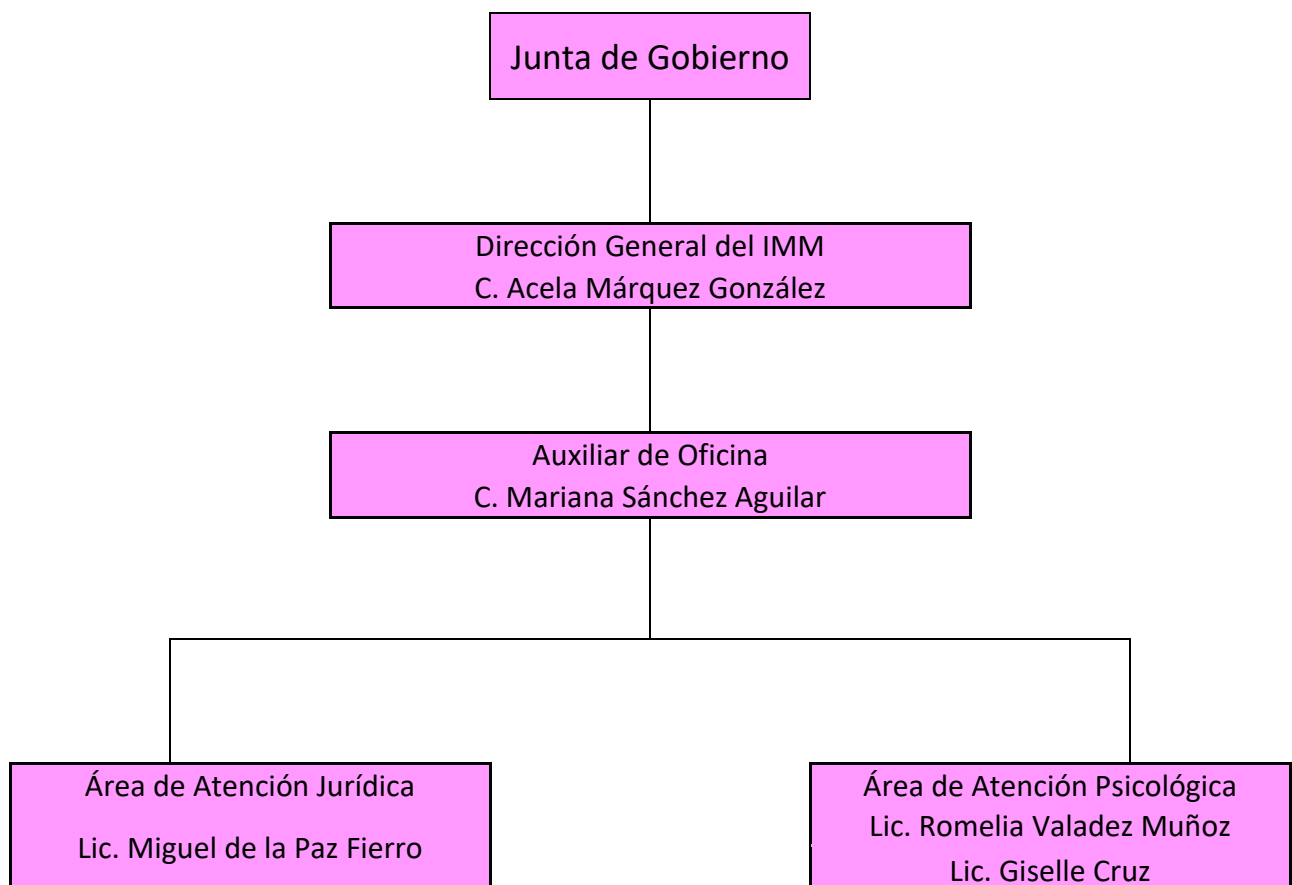 Junta de Gobierno
Dirección General del IMM
C. Acela Márquez González
Auxiliar de Oficina
C. Mariana Sánchez Aguilar
Área de Atención Jurídica
Lic. Miguel de la Paz Fierro
Área de Atención Psicológica
Lic. Romelia Valadez Muñoz
Lic. Giselle Cruz